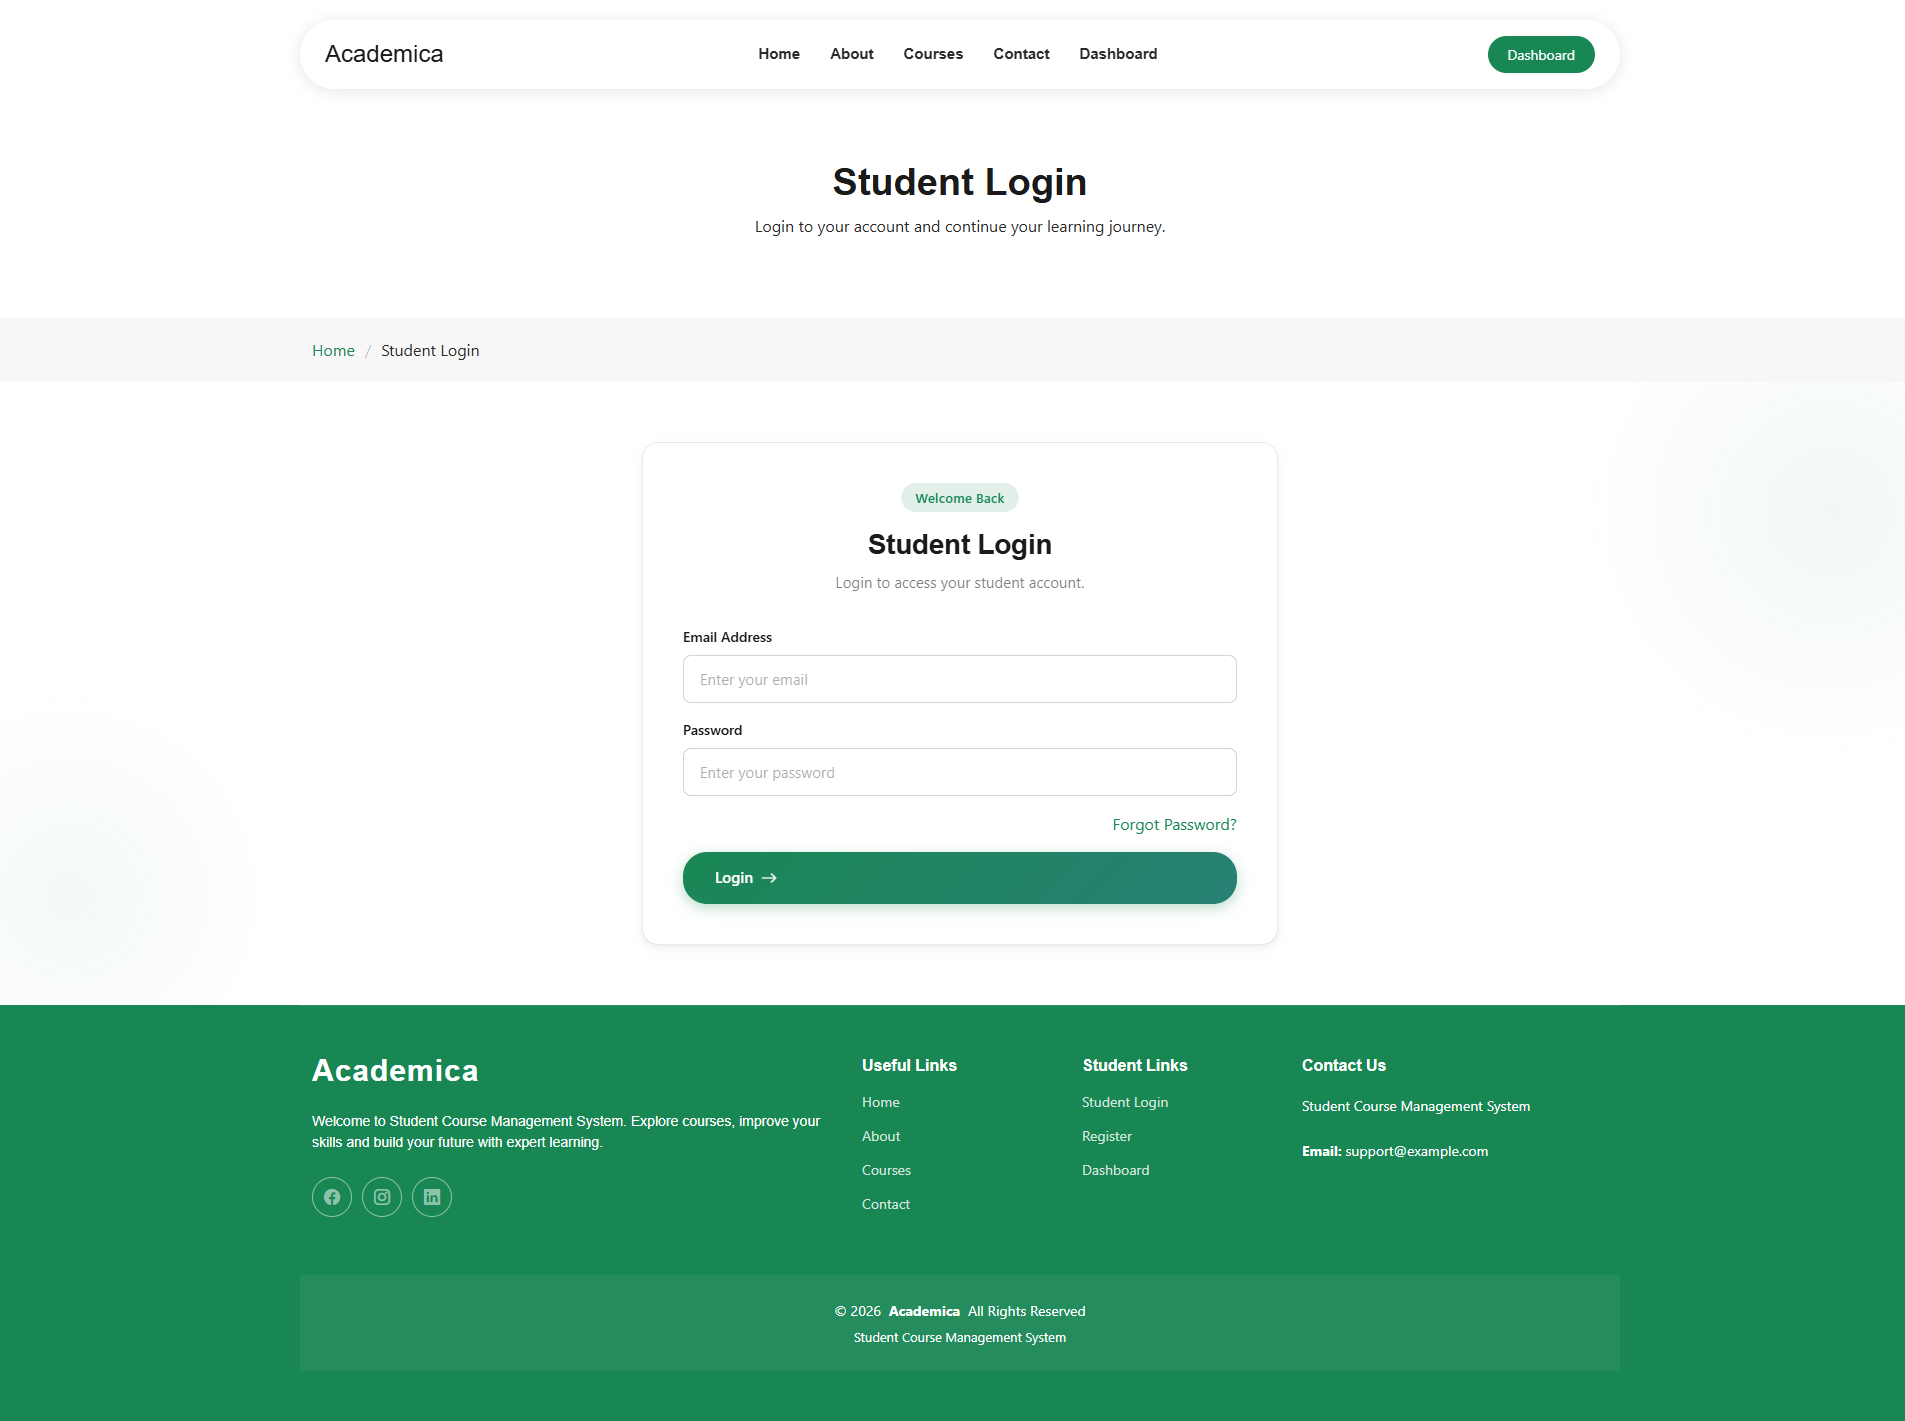 Academica
Home About Courses Contact Dashboard
Dashboard
Student Login
Login to your account and continue your learning journey.
Home / Student Login
Welcome Back
Student Login
Login to access your student account.
Email Address
Enter your email
Password
Enter your password
Forgot Password?
Login →
Academica
Welcome to Student Course Management System. Explore courses, improve your
skills and build your future with expert learning.
Useful Links
Home
About
Courses
Contact
Student Links
Student Login
Register
Dashboard
Contact Us
Student Course Management System
Email: support@example.com
© 2026 Academica All Rights Reserved
Student Course Management System